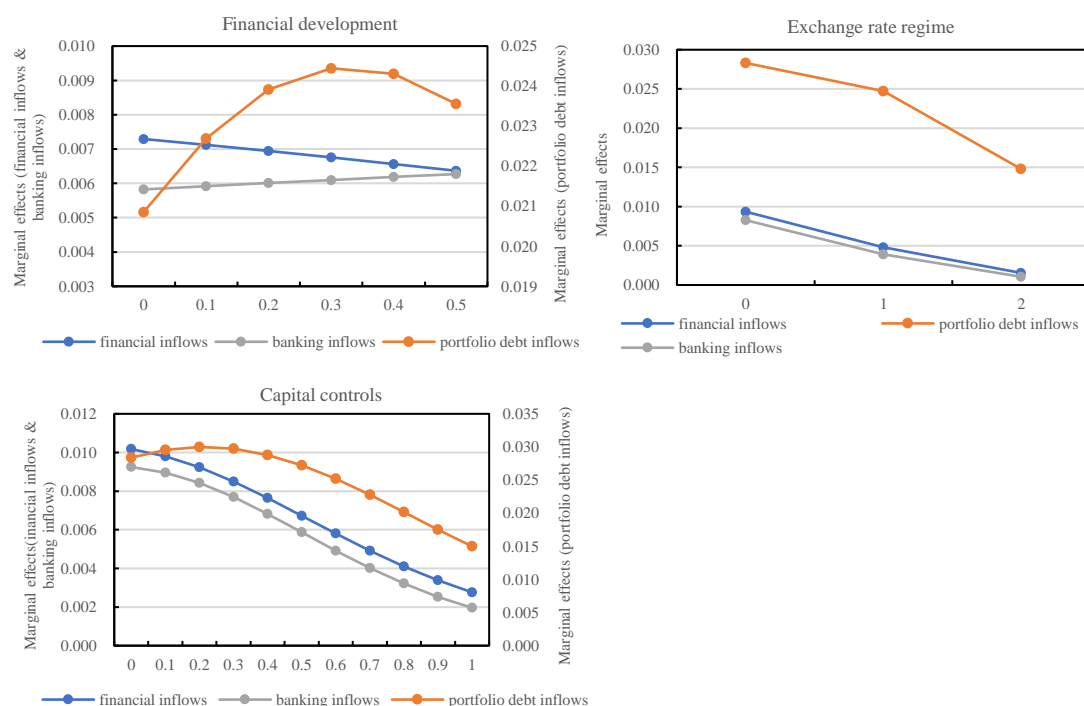 Financial development
Marginal effects (financial inflows &
banking inflows)
0.010
0.009
0.008
0.007
0.006
0.005
0.004
0.003
0.025
0.024
0.023
0.022
0.021
0.020
0.019
Marginal effects (portfolio debt inflows)
0 0.1 0.2 0.3 0.4 0.5
financial inflows banking inflows portfolio debt inflows
Exchange rate regime
Marginal effects
0.030
0.025
0.020
0.015
0.010
0.005
0.000
0 1 2
financial inflows portfolio debt inflows
banking inflows
Capital controls
Marginal effects(inancial inflows &
banking inflows)
0.012
0.010
0.008
0.006
0.004
0.002
0.000
0.035
0.030
0.025
0.020
0.015
0.010
0.005
0.000
Marginal effects (portfolio debt inflows)
0 0.1 0.2 0.3 0.4 0.5 0.6 0.7 0.8 0.9 1
financial inflows banking inflows portfolio debt inflows